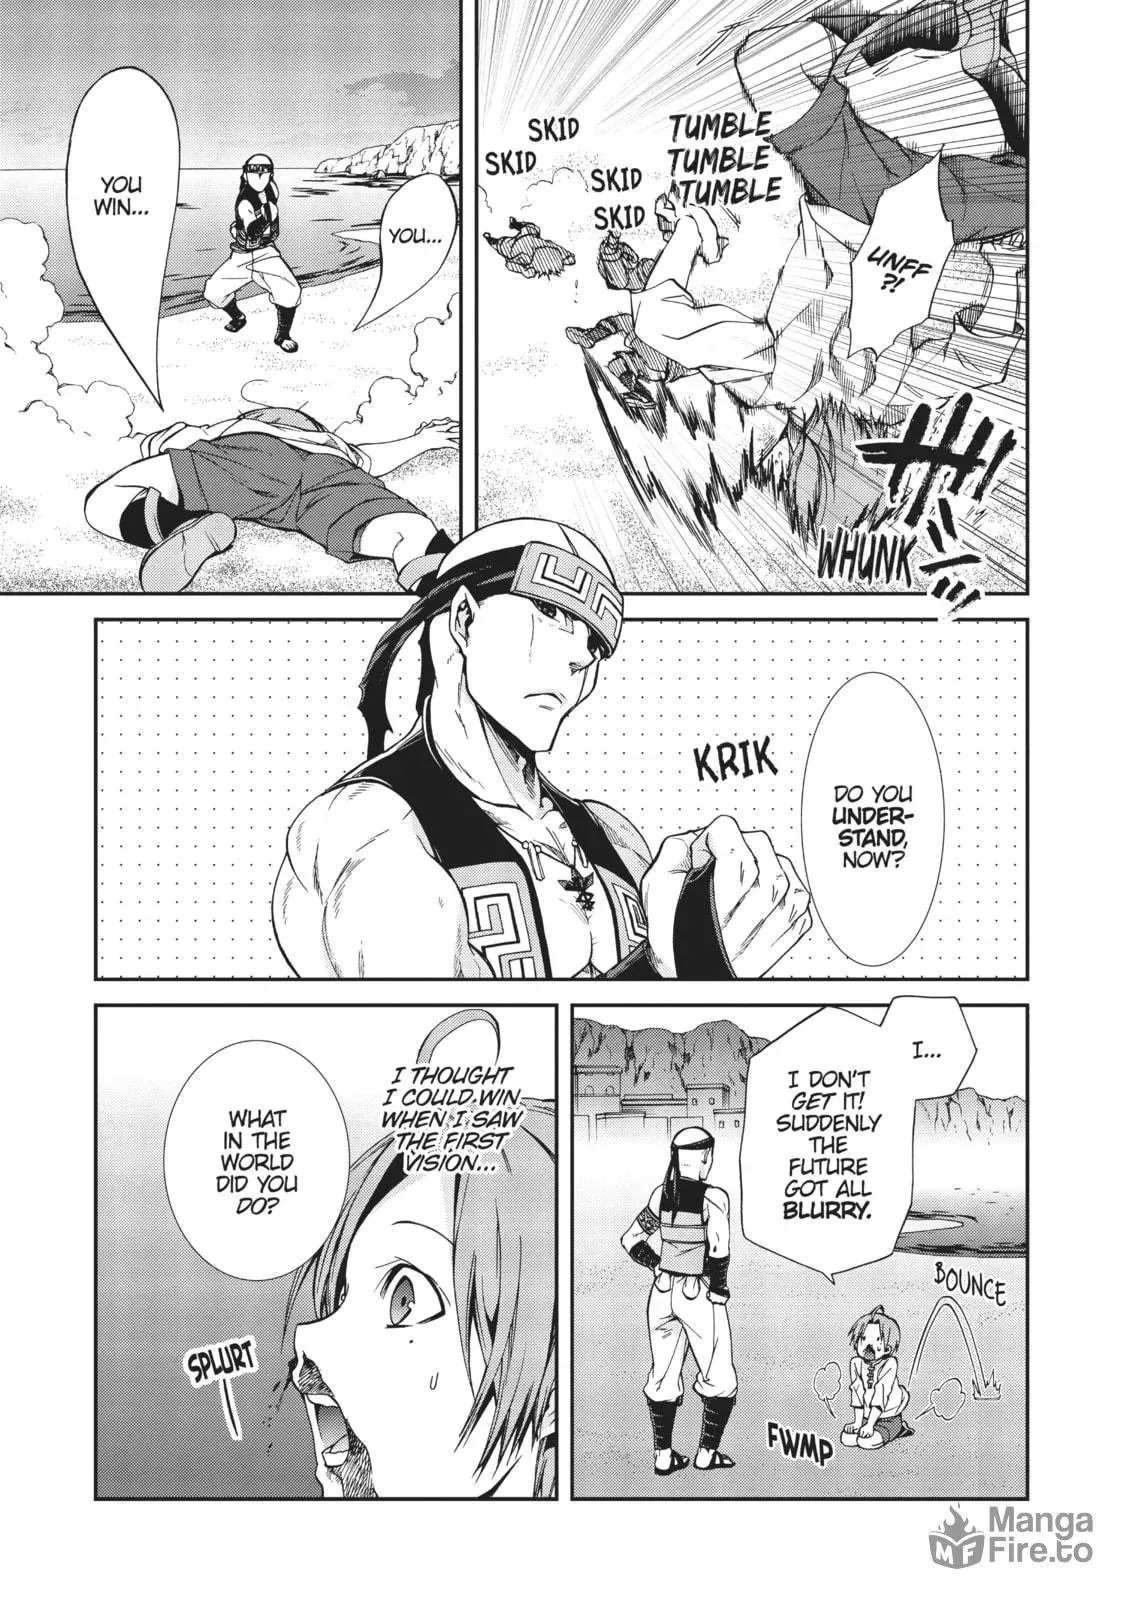 SKID
SKID
SKID
SKID
TUMBLE
TUMBLE
TUMBLE
UNFF
?!
WHUNK
YOU...
YOU
WIN...
KRIK
DO YOU
UNDER-
STAND,
NOW?
I...
I DON'T
GET IT!
SUDDENLY
THE
FUTURE
GOT ALL
BLURRY.
BOUNCE
FWMP
I THOUGHT
I COULD WIN
WHEN I SAW
THE FIRST
VISION...
WHAT
IN THE
WORLD
DID YOU
DO?
SPLURT
MF
Manga
Fire.to